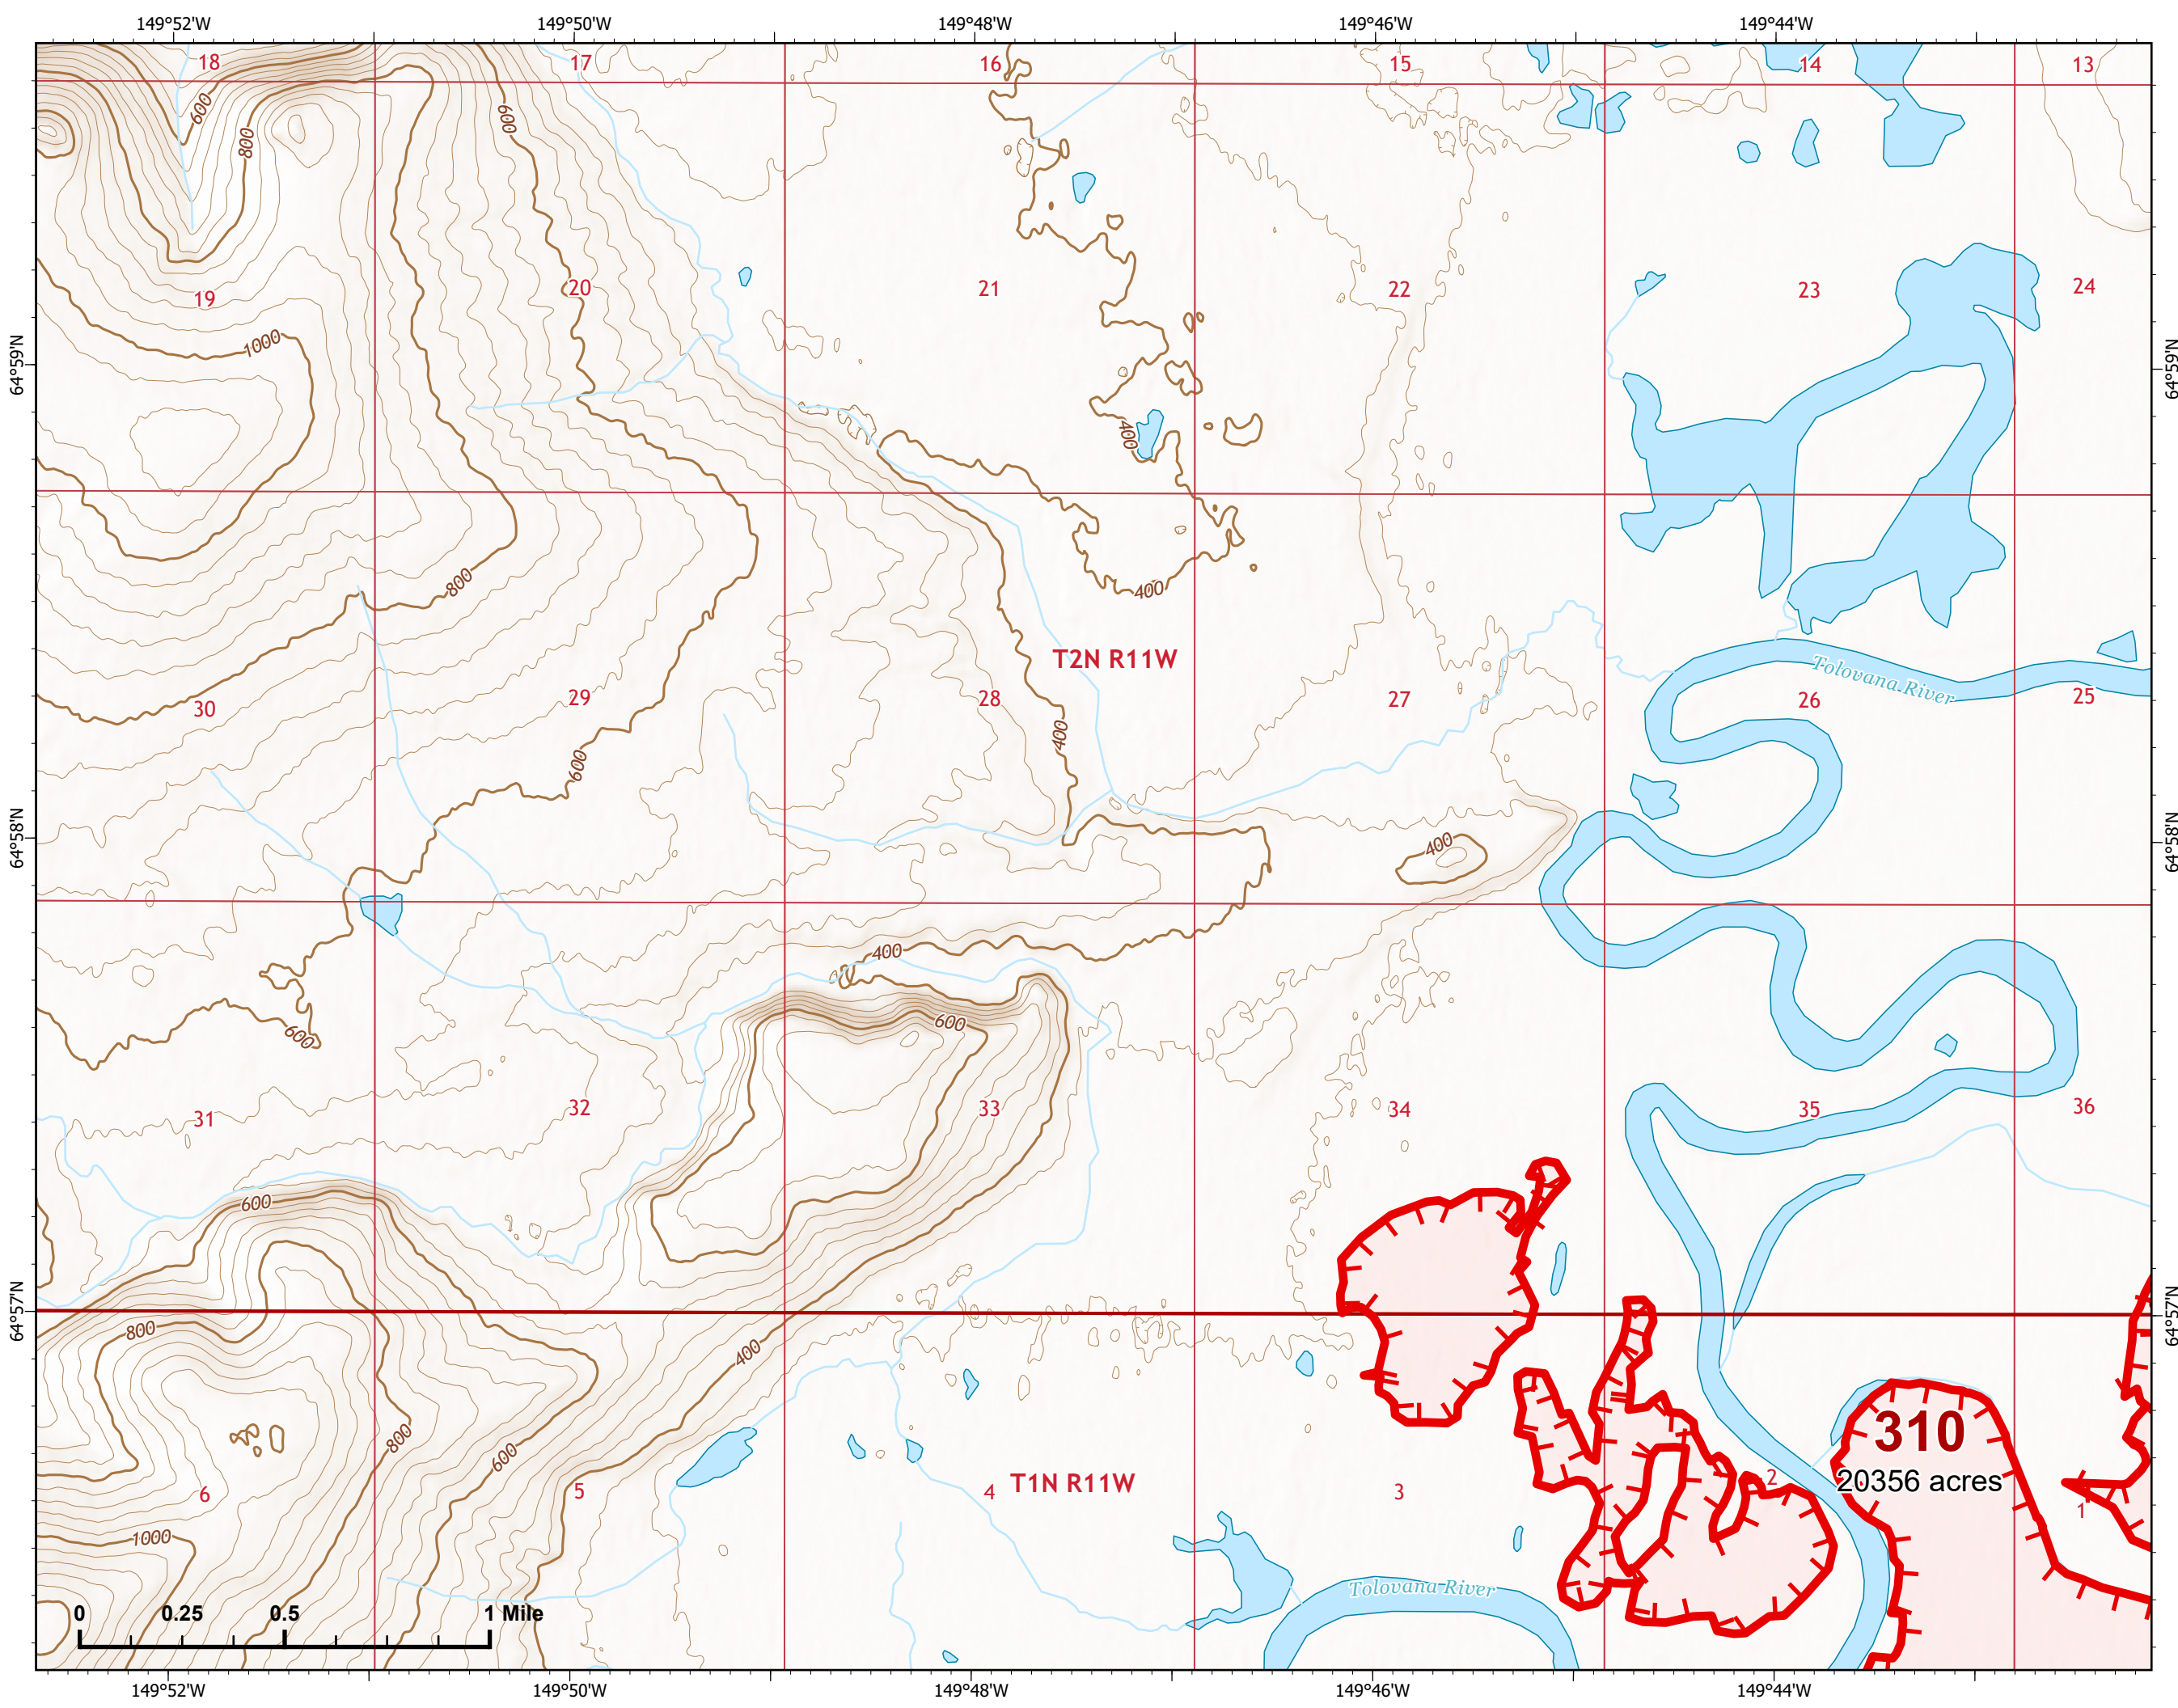 149°52'W 149°50'W 149°48'W 149°46'W 149°44'W
18 17 16 15 14 13
600
800
600
19 20 21 22 23 24
1000
64°59'N 64°59'N
400
800
400
T2N R11W
Tolovana River
30 29 28 27 26 25
400
600
64°58'N 64°58'N
400
400
600
600
31 32 33 34 35 36
600
64°57'N 64°57'N
800
400
800
600
310
20356 acres
6 5 4 T1N R11W 3 2 1
1000
Tolovana River
0 0.25 0.5 1 Mile
149°52'W 149°50'W 149°48'W 149°46'W 149°44'W